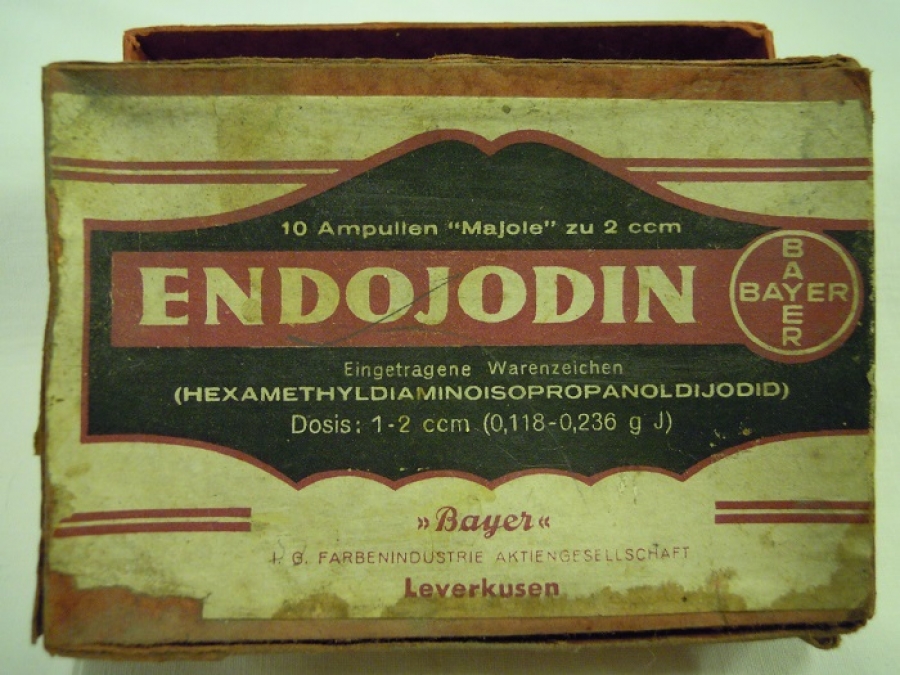 10 Ampullen "Majole" zu 2 ccm
ENDOJODIN
BAYER
BAYER
Eingetragene Warenzeichen
(HEXAMETHYLDIAMINOISOPROPANOLDIJODID)
Dosis: 1-2 ccm (0,118-0,236 g J)
»Bayer«
I. G. FARBENINDUSTRIE AKTIENGESELLSCHAFT
Leverkusen